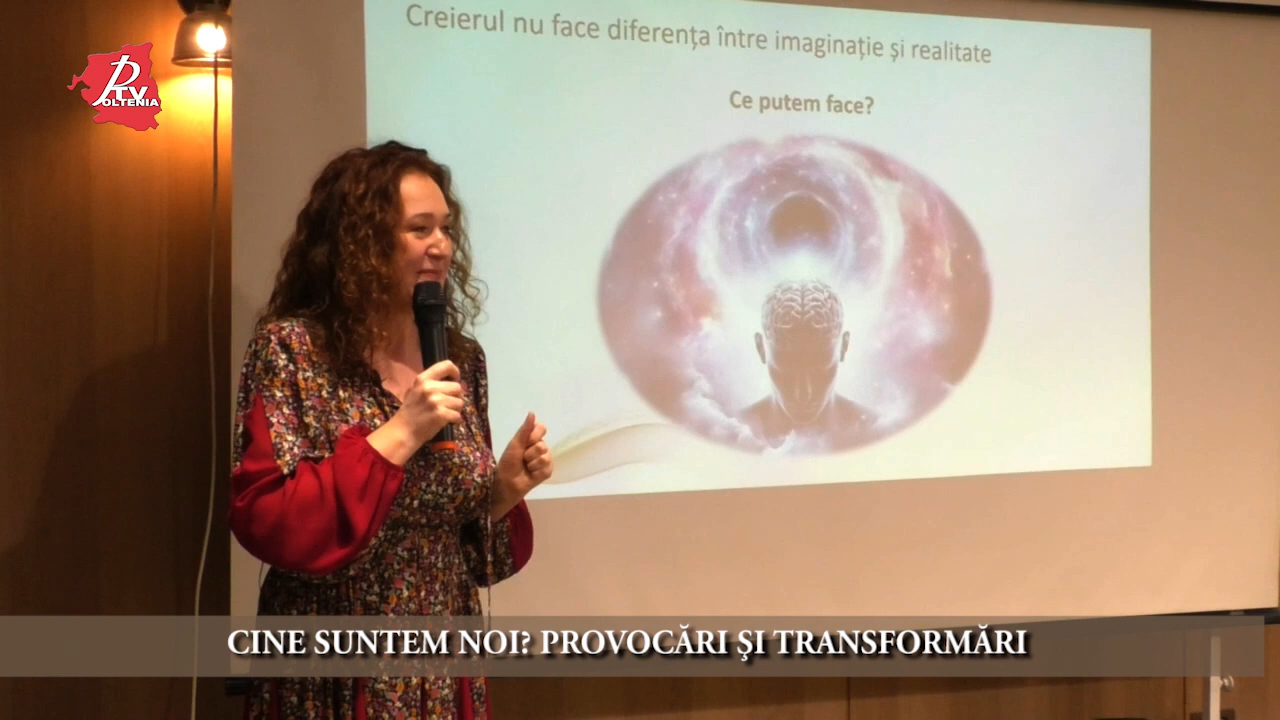 Creierul nu face diferența între imaginație și realitate
Ce putem face?
TV
OLTENIA
CINE SUNTEM NOI? PROVOCĂRI ŞI TRANSFORMĂRI